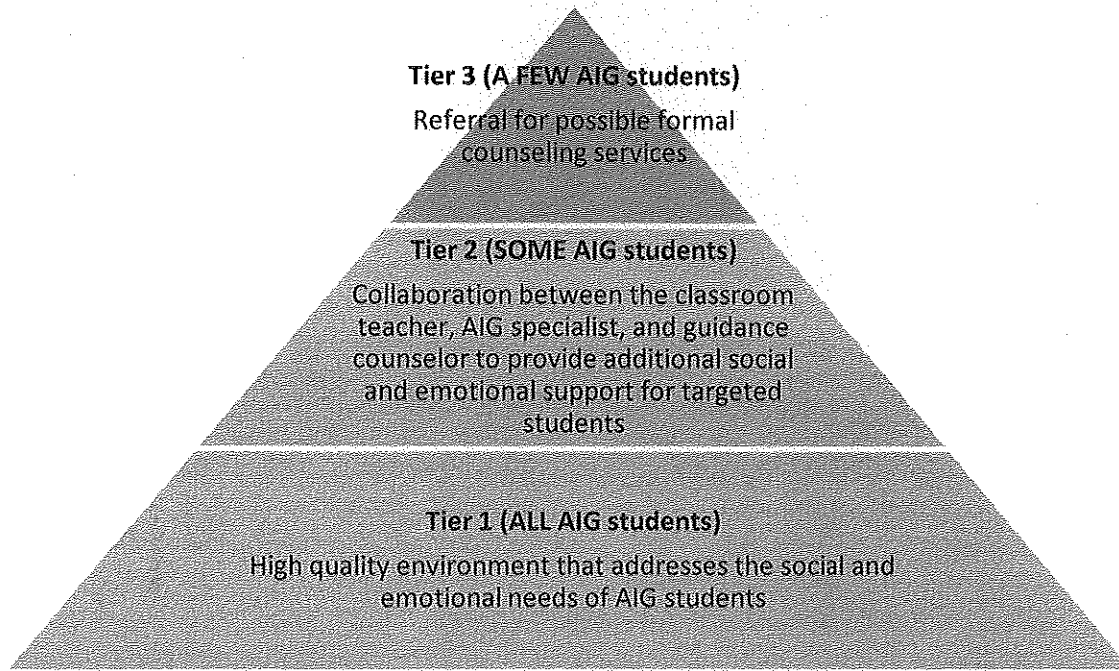 Tier 3 (A FEW AIG students)
Referral for possible formal
counseling services
Tier 2 (SOME AIG students)
Collaboration between the classroom
teacher, AIG specialist, and guidance
counselor to provide additional social
and emotional support for targeted
students
Tier 1 (ALL AIG students)
High quality environment that addresses the social and
emotional needs of AIG students